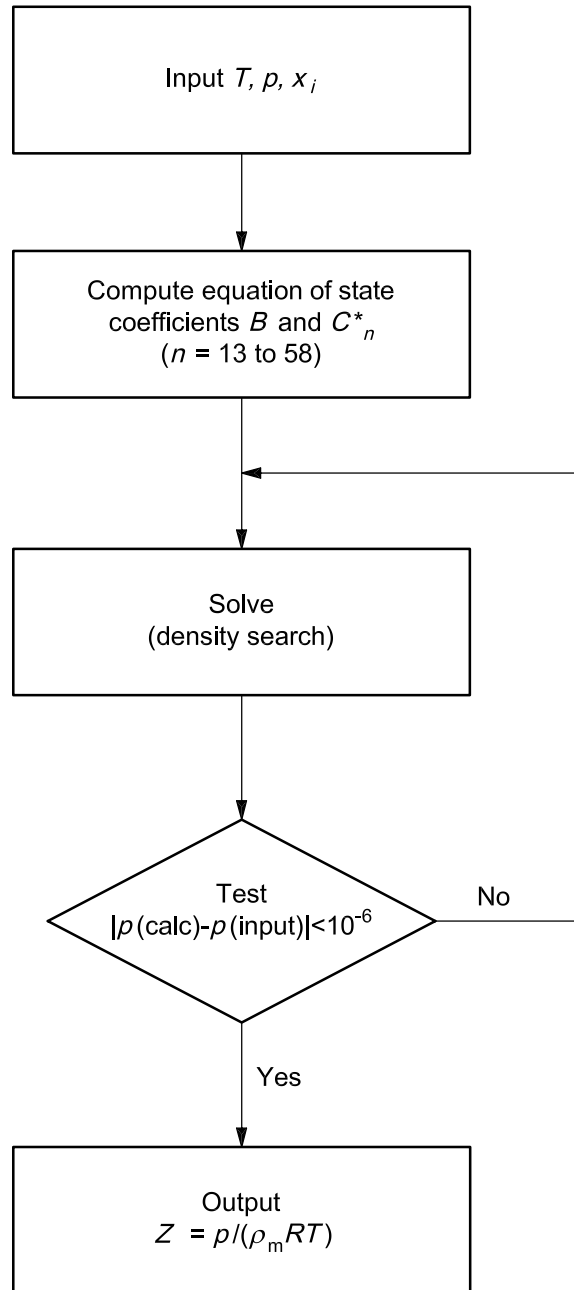 Input T, p, xᵢ
Compute equation of state
coefficients B and C*ₙ
(n = 13 to 58)
Solve
(density search)
Test
|p(calc)-p(input)|<10⁻⁶
No
Yes
Output
Z = p/(ρₘRT)